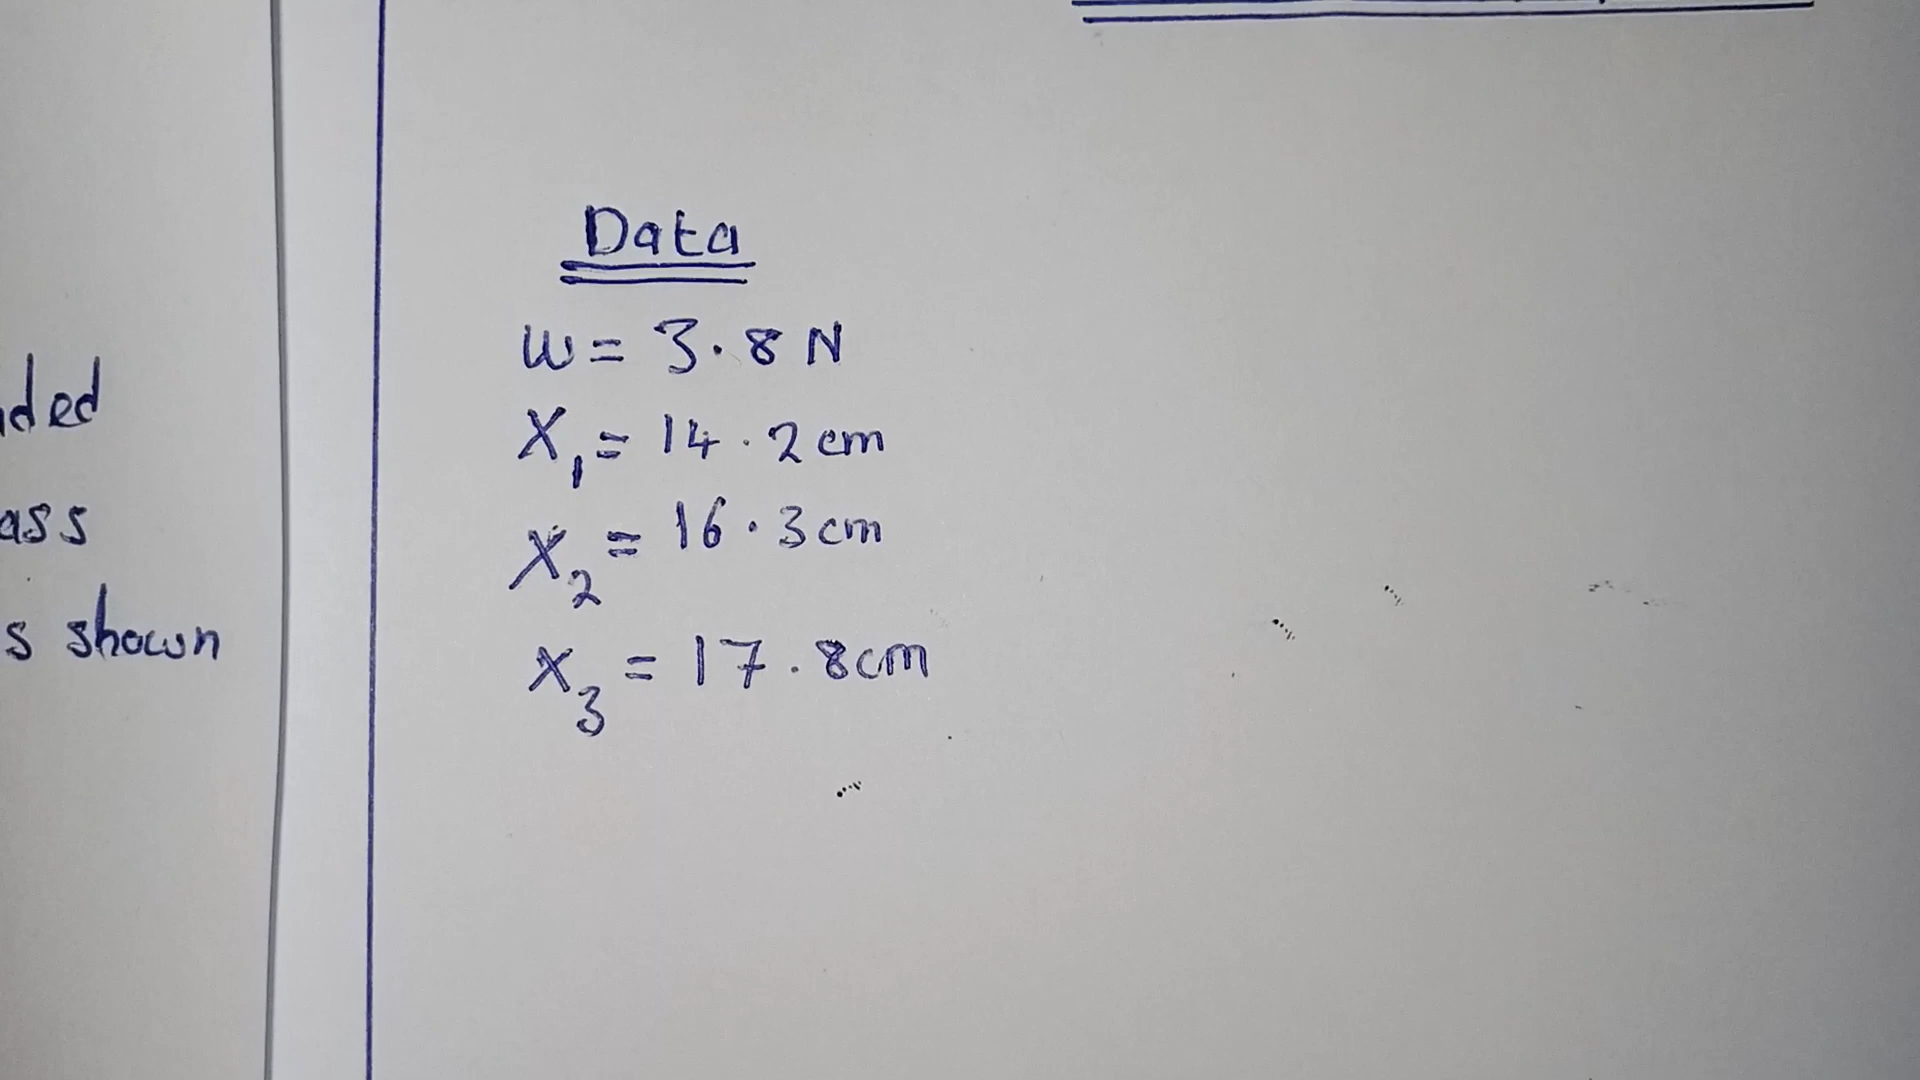 Data
W = 3.8 N
X₁ = 14.2 cm
X₂ = 16.3 cm
X₃ = 17.8 cm
ded
ass
s shown